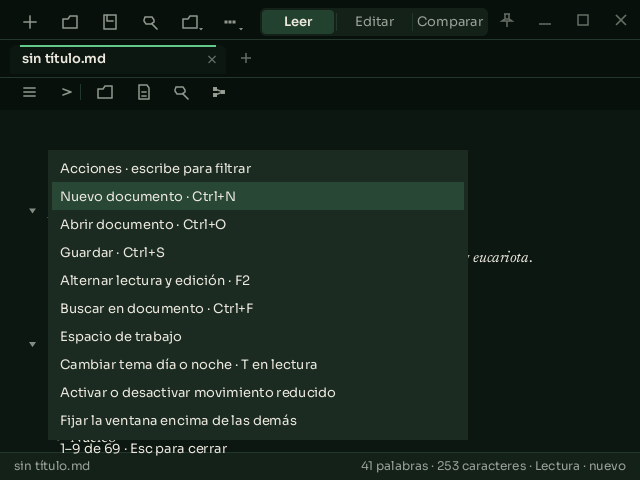 Leer Editar Comparar
sin título.md
Acciones · escribe para filtrar
Nuevo documento · Ctrl+N
Abrir documento · Ctrl+O
Guardar · Ctrl+S
eucariota.
Alternar lectura y edición · F2
Buscar en documento · Ctrl+F
Espacio de trabajo
Cambiar tema día o noche · T en lectura
Activar o desactivar movimiento reducido
Fijar la ventana encima de las demás
1–9 de 69 · Esc para cerrar
sin título.md 41 palabras · 253 caracteres · Lectura · nuevo